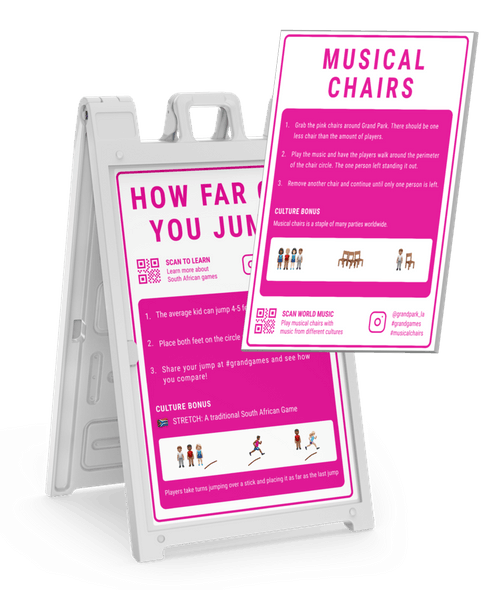 MUSICAL
CHAIRS
1. Grab the pink chairs around Grand Park. There should be one
less chair than the amount of players.
2. Play the music and have the players walk around the perimeter
of the chair circle. The one person left standing it out.
3. Remove another chair and continue until only one person is left.
CULTURE BONUS
Musical chairs is a staple of many parties worldwide.
SCAN WORLD MUSIC
Play musical chairs with
music from different cultures
@grandpark_la
#grandgames
#musicalchairs
HOW FAR
YOU JUM
SCAN TO LEARN
Learn more about
South African games
1. The average kid can jump 4-5
2. Place both feet on the circle
3. Share your jump at #grandgames and see how
you compare!
CULTURE BONUS
STRETCH: A traditional South African Game
Players take turns jumping over a stick and placing it as far as the last jump